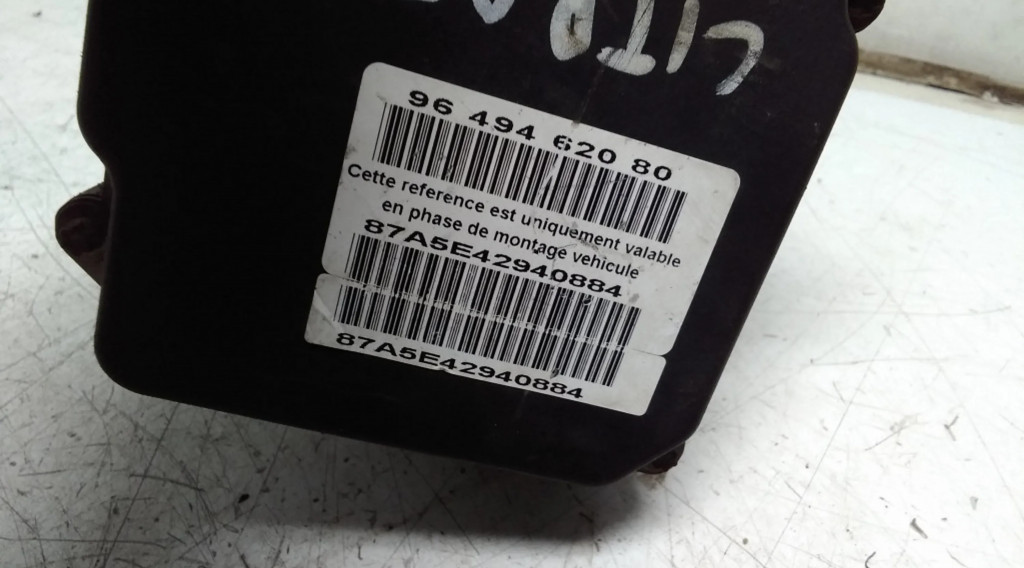 96 494 620 80
Cette reference est uniquement valable
en phase de montage vehicule
87A5E42940884
87A5E42940884